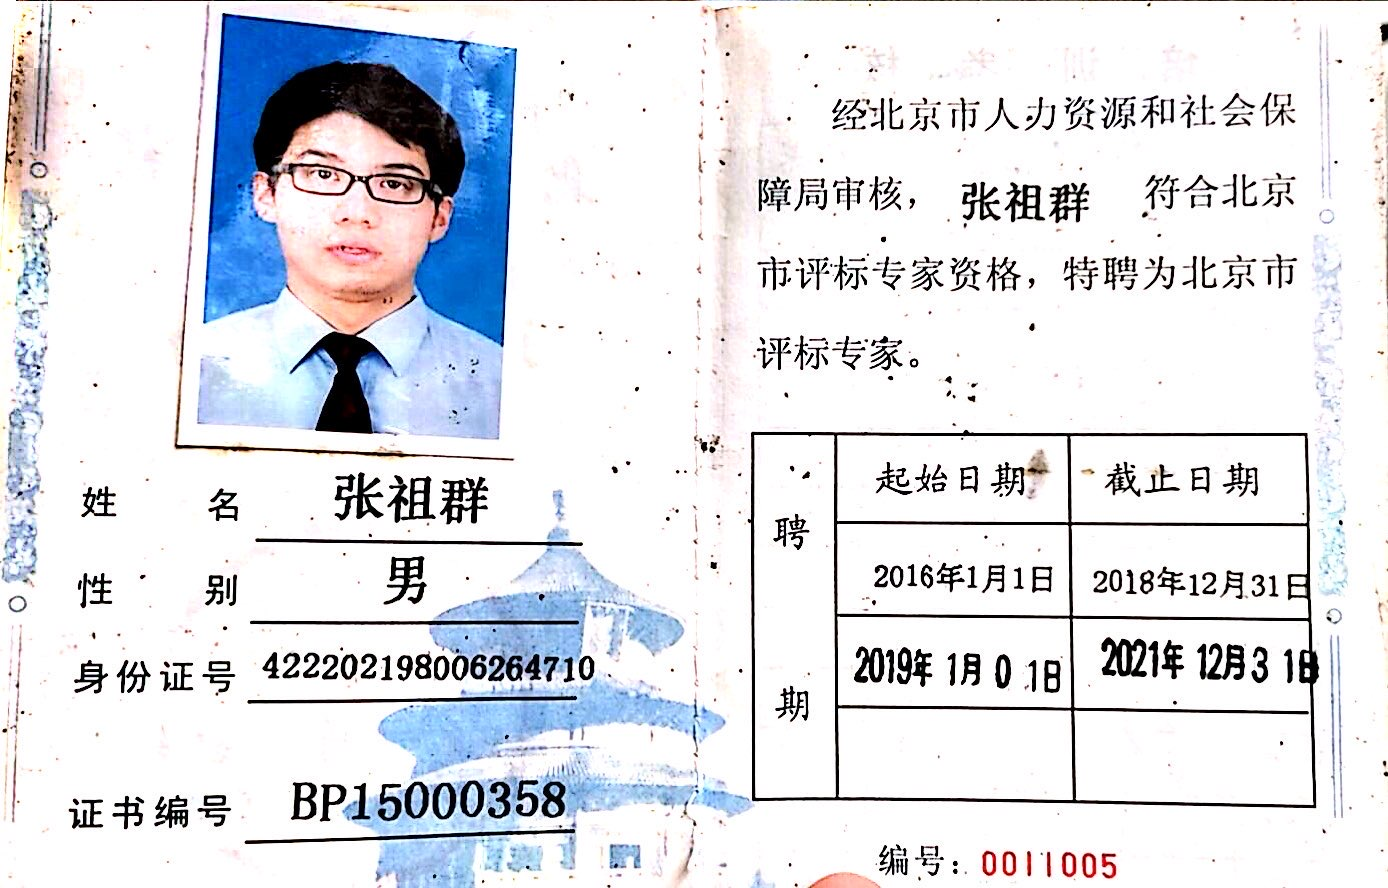 姓名 张祖群
性别 男
身份证号 422202198006264710
证书编号 BP15000358
经北京市人力资源和社会保
障局审核， 张祖群 符合北京
市评标专家资格，特聘为北京市
评标专家。
聘期
起始日期 截止日期
2016年1月1日 2018年12月31日
2019年1月01日 2021年12月31日
编号：0011005